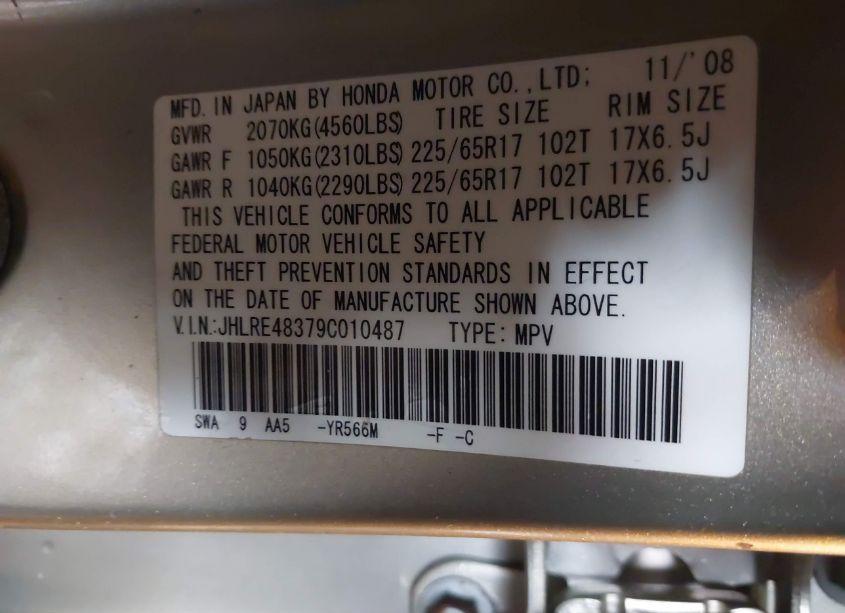 MFD. IN JAPAN BY HONDA MOTOR CO.,LTD: 11/'08
GVWR 2070KG(4560LBS) TIRE SIZE RIM SIZE
GAWR F 1050KG(2310LBS) 225/65R17 102T 17X6.5J
GAWR R 1040KG(2290LBS) 225/65R17 102T 17X6.5J
THIS VEHICLE CONFORMS TO ALL APPLICABLE
FEDERAL MOTOR VEHICLE SAFETY
AND THEFT PREVENTION STANDARDS IN EFFECT
ON THE DATE OF MANUFACTURE SHOWN ABOVE.
V.I.N.:JHLRE48379C010487 TYPE: MPV
SWA 9 AA5 -YR566M -F -C